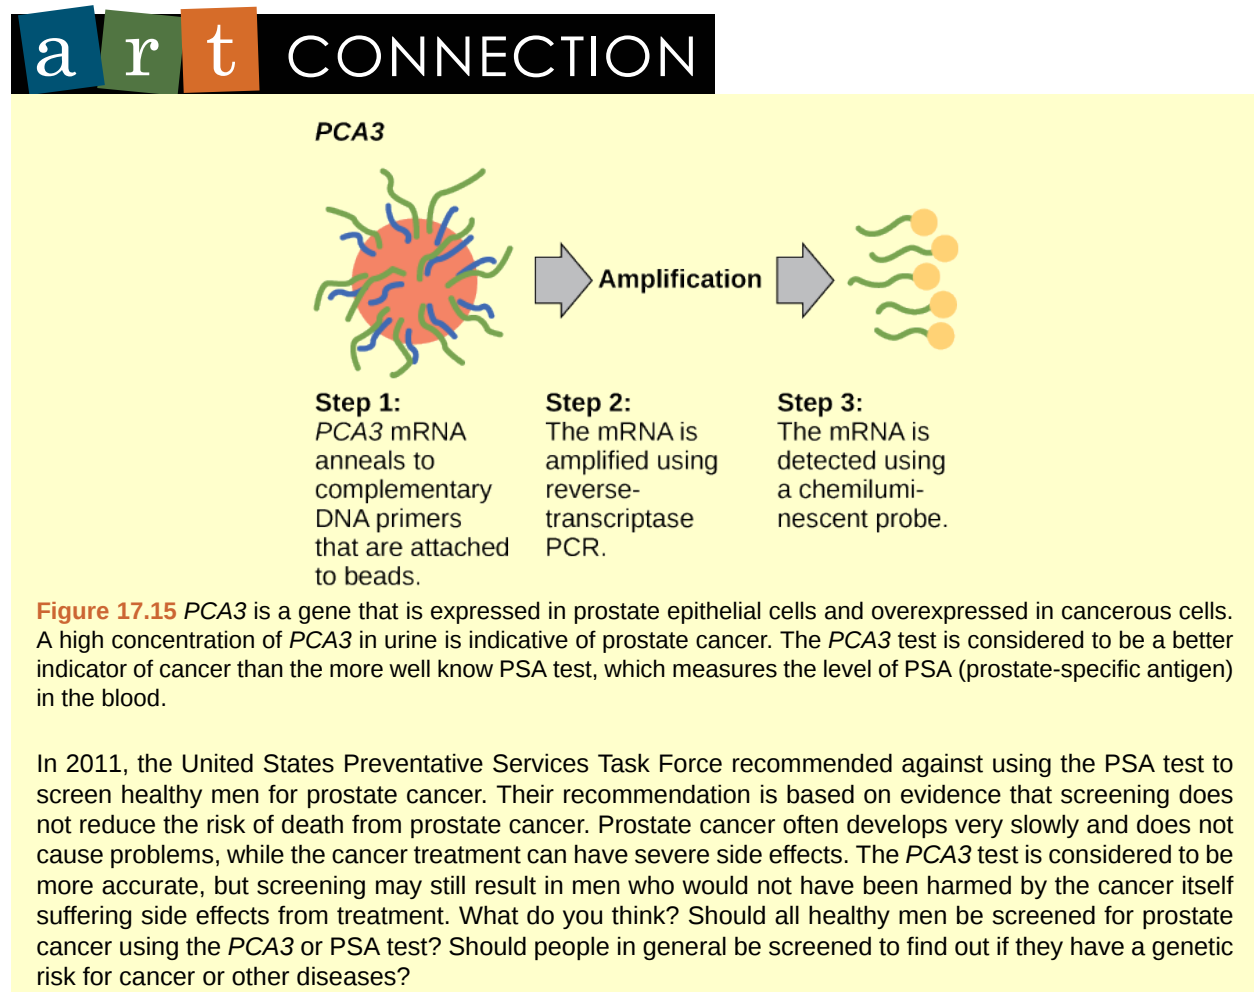 art CONNECTION
PCA3
Amplification
Step 1:
PCA3 mRNA
anneals to
complementary
DNA primers
that are attached
to beads.
Step 2:
The mRNA is
amplified using
reverse-
transcriptase
PCR.
Step 3:
The mRNA is
detected using
a chemilumi-
nescent probe.
Figure 17.15 PCA3 is a gene that is expressed in prostate epithelial cells and overexpressed in cancerous cells.
A high concentration of PCA3 in urine is indicative of prostate cancer. The PCA3 test is considered to be a better
indicator of cancer than the more well know PSA test, which measures the level of PSA (prostate-specific antigen)
in the blood.
In 2011, the United States Preventative Services Task Force recommended against using the PSA test to
screen healthy men for prostate cancer. Their recommendation is based on evidence that screening does
not reduce the risk of death from prostate cancer. Prostate cancer often develops very slowly and does not
cause problems, while the cancer treatment can have severe side effects. The PCA3 test is considered to be
more accurate, but screening may still result in men who would not have been harmed by the cancer itself
suffering side effects from treatment. What do you think? Should all healthy men be screened for prostate
cancer using the PCA3 or PSA test? Should people in general be screened to find out if they have a genetic
risk for cancer or other diseases?